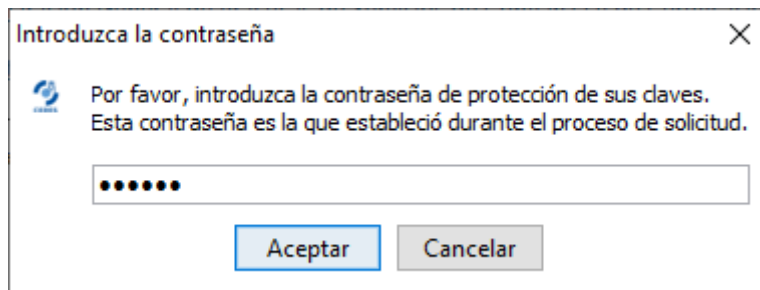 Introduzca la contraseña
Por favor, introduzca la contraseña de protección de sus claves.
Esta contraseña es la que estableció durante el proceso de solicitud.
••••••
Aceptar
Cancelar